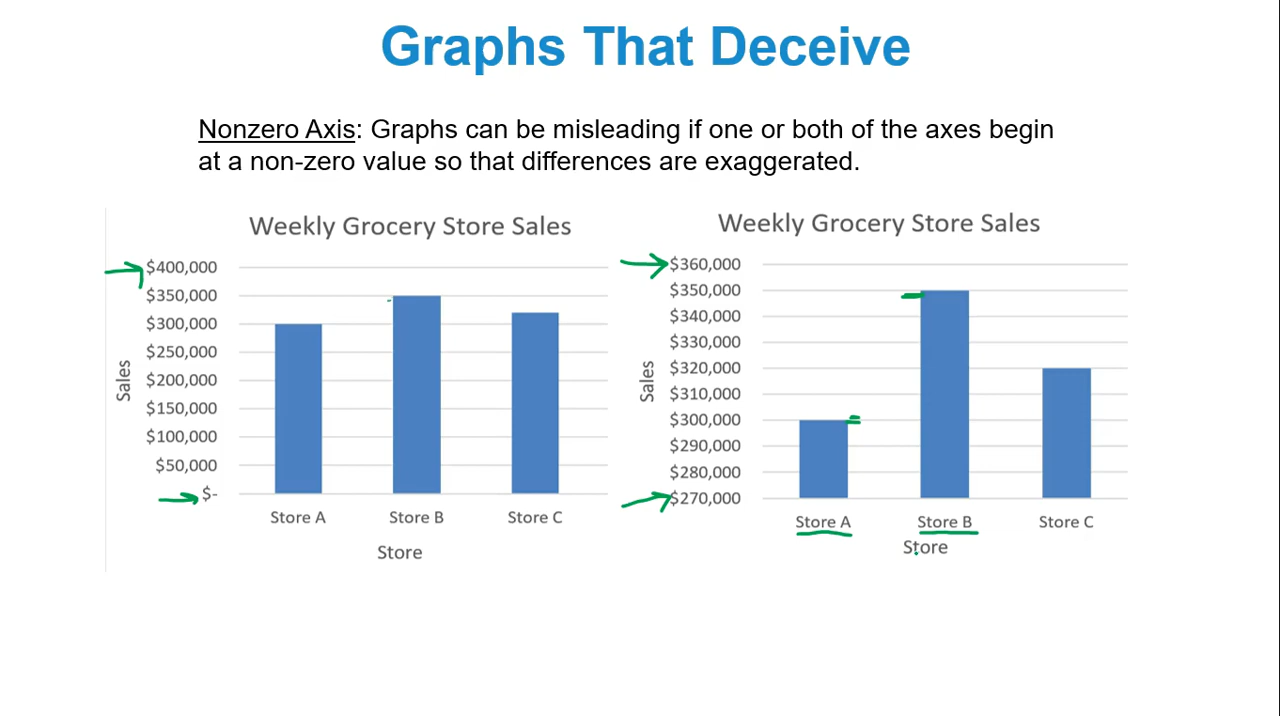 Graphs That Deceive
Nonzero Axis: Graphs can be misleading if one or both of the axes begin
at a non-zero value so that differences are exaggerated.
Weekly Grocery Store Sales
$400,000
$350,000
$300,000
$250,000
$200,000
$150,000
$100,000
$50,000
$-
Sales
Store A Store B Store C
Store
Weekly Grocery Store Sales
$360,000
$350,000
$340,000
$330,000
$320,000
$310,000
$300,000
$290,000
$280,000
$270,000
Sales
Store A Store B Store C
Store